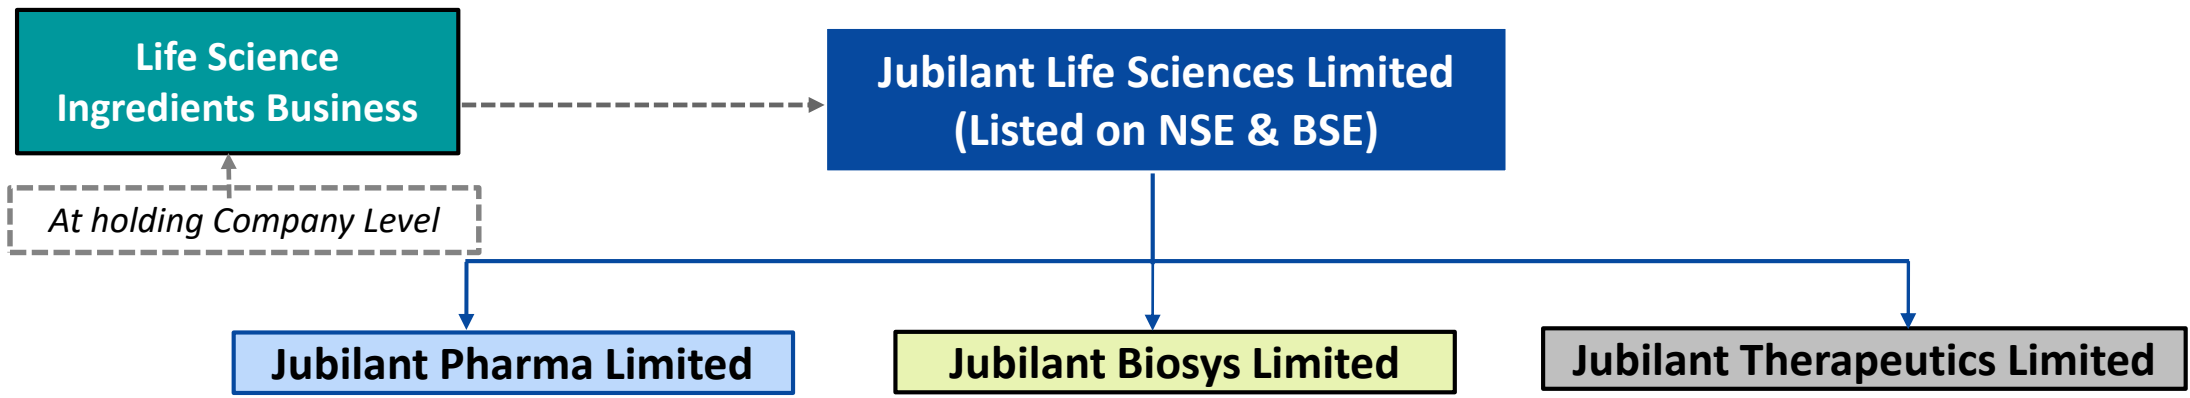 Life Science
Ingredients Business
Jubilant Life Sciences Limited
(Listed on NSE & BSE)
At holding Company Level
Jubilant Pharma Limited
Jubilant Biosys Limited
Jubilant Therapeutics Limited